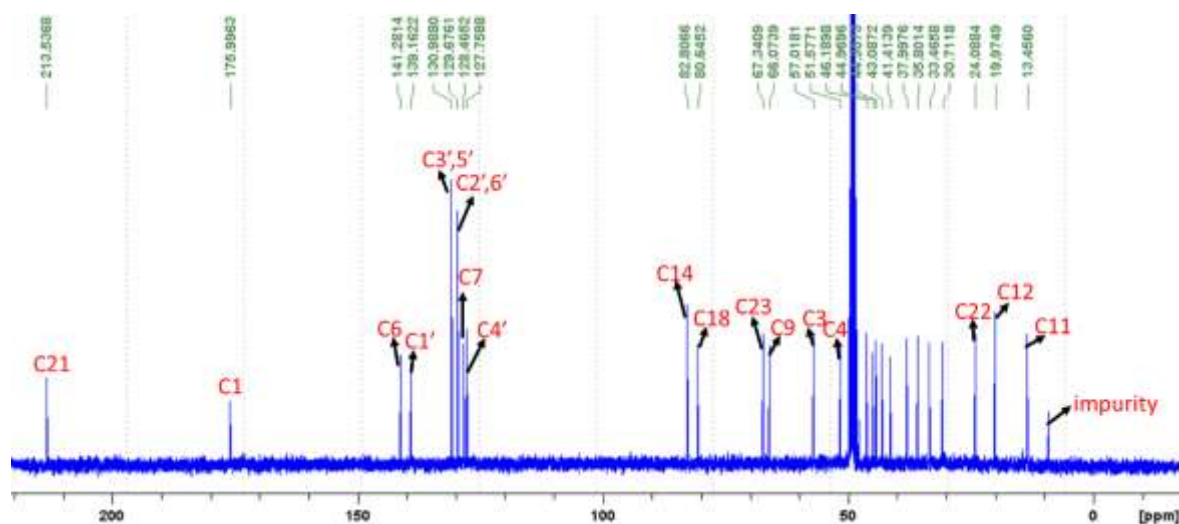 213.5368
175.9963
141.2814
139.1622
130.9880
129.6761
128.4652
127.7588
82.8066
80.5452
67.3409
66.0739
57.0181
51.5771
46.1898
44.9696
43.0872
41.4139
37.9976
35.8014
33.4658
30.7118
24.0884
19.9749
13.4560
C3',5'
C2',6'
C7
C14
C12
C23
C22
C6
C1'
C4'
C18
C9
C3
C4
C11
C21
C1
impurity
200
150
100
50
0
[ppm]